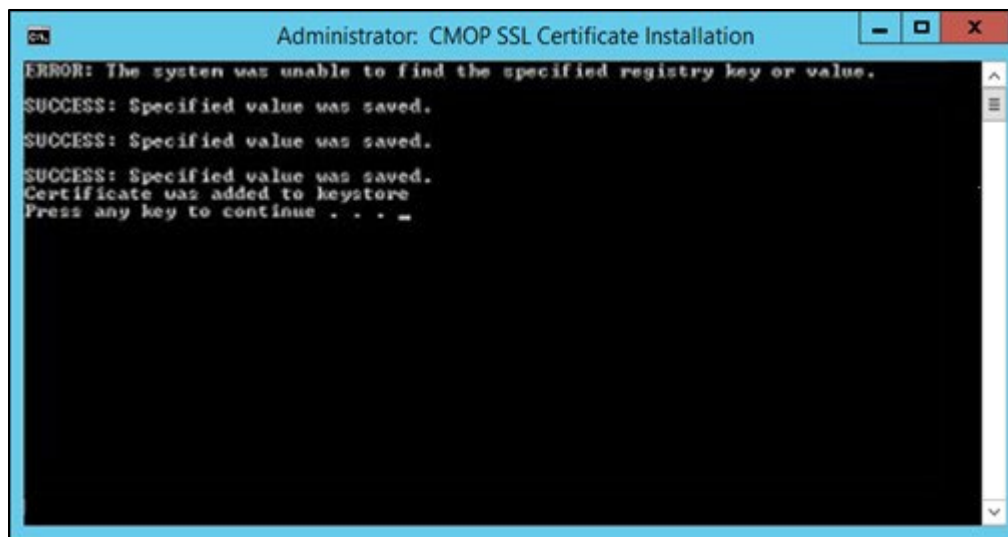 Administrator: CMOP SSL Certificate Installation
ERROR: The system was unable to find the specified registry key or value.
SUCCESS: Specified value was saved.
SUCCESS: Specified value was saved.
SUCCESS: Specified value was saved.
Certificate was added to keystore
Press any key to continue . . .